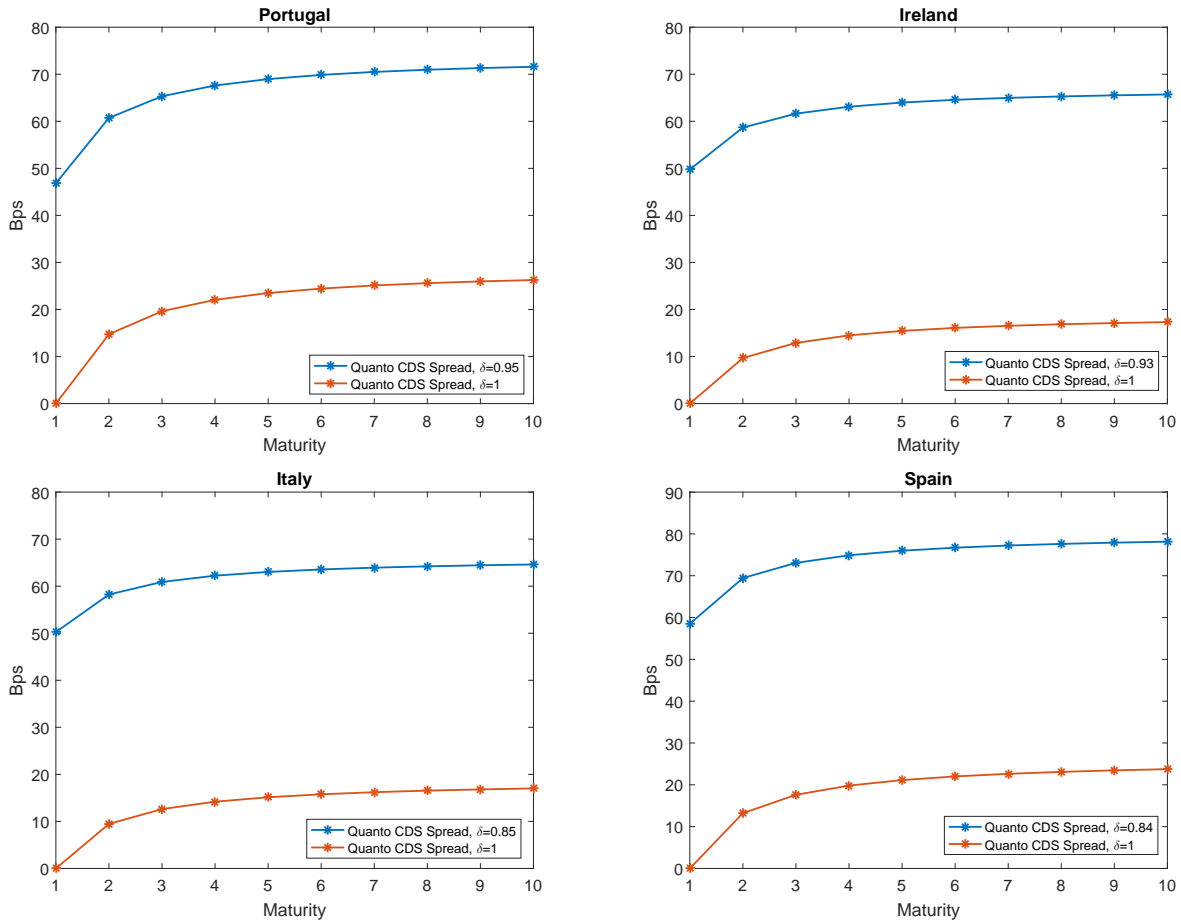 Portugal
80
70
60
50
40
30
20
10
0
Bps
1 2 3 4 5 6 7 8 9 10
Maturity
Quanto CDS Spread, δ=0.95
Quanto CDS Spread, δ=1
Ireland
80
70
60
50
40
30
20
10
0
Bps
1 2 3 4 5 6 7 8 9 10
Maturity
Quanto CDS Spread, δ=0.93
Quanto CDS Spread, δ=1
Italy
80
70
60
50
40
30
20
10
0
Bps
1 2 3 4 5 6 7 8 9 10
Maturity
Quanto CDS Spread, δ=0.85
Quanto CDS Spread, δ=1
Spain
90
80
70
60
50
40
30
20
10
0
Bps
1 2 3 4 5 6 7 8 9 10
Maturity
Quanto CDS Spread, δ=0.84
Quanto CDS Spread, δ=1